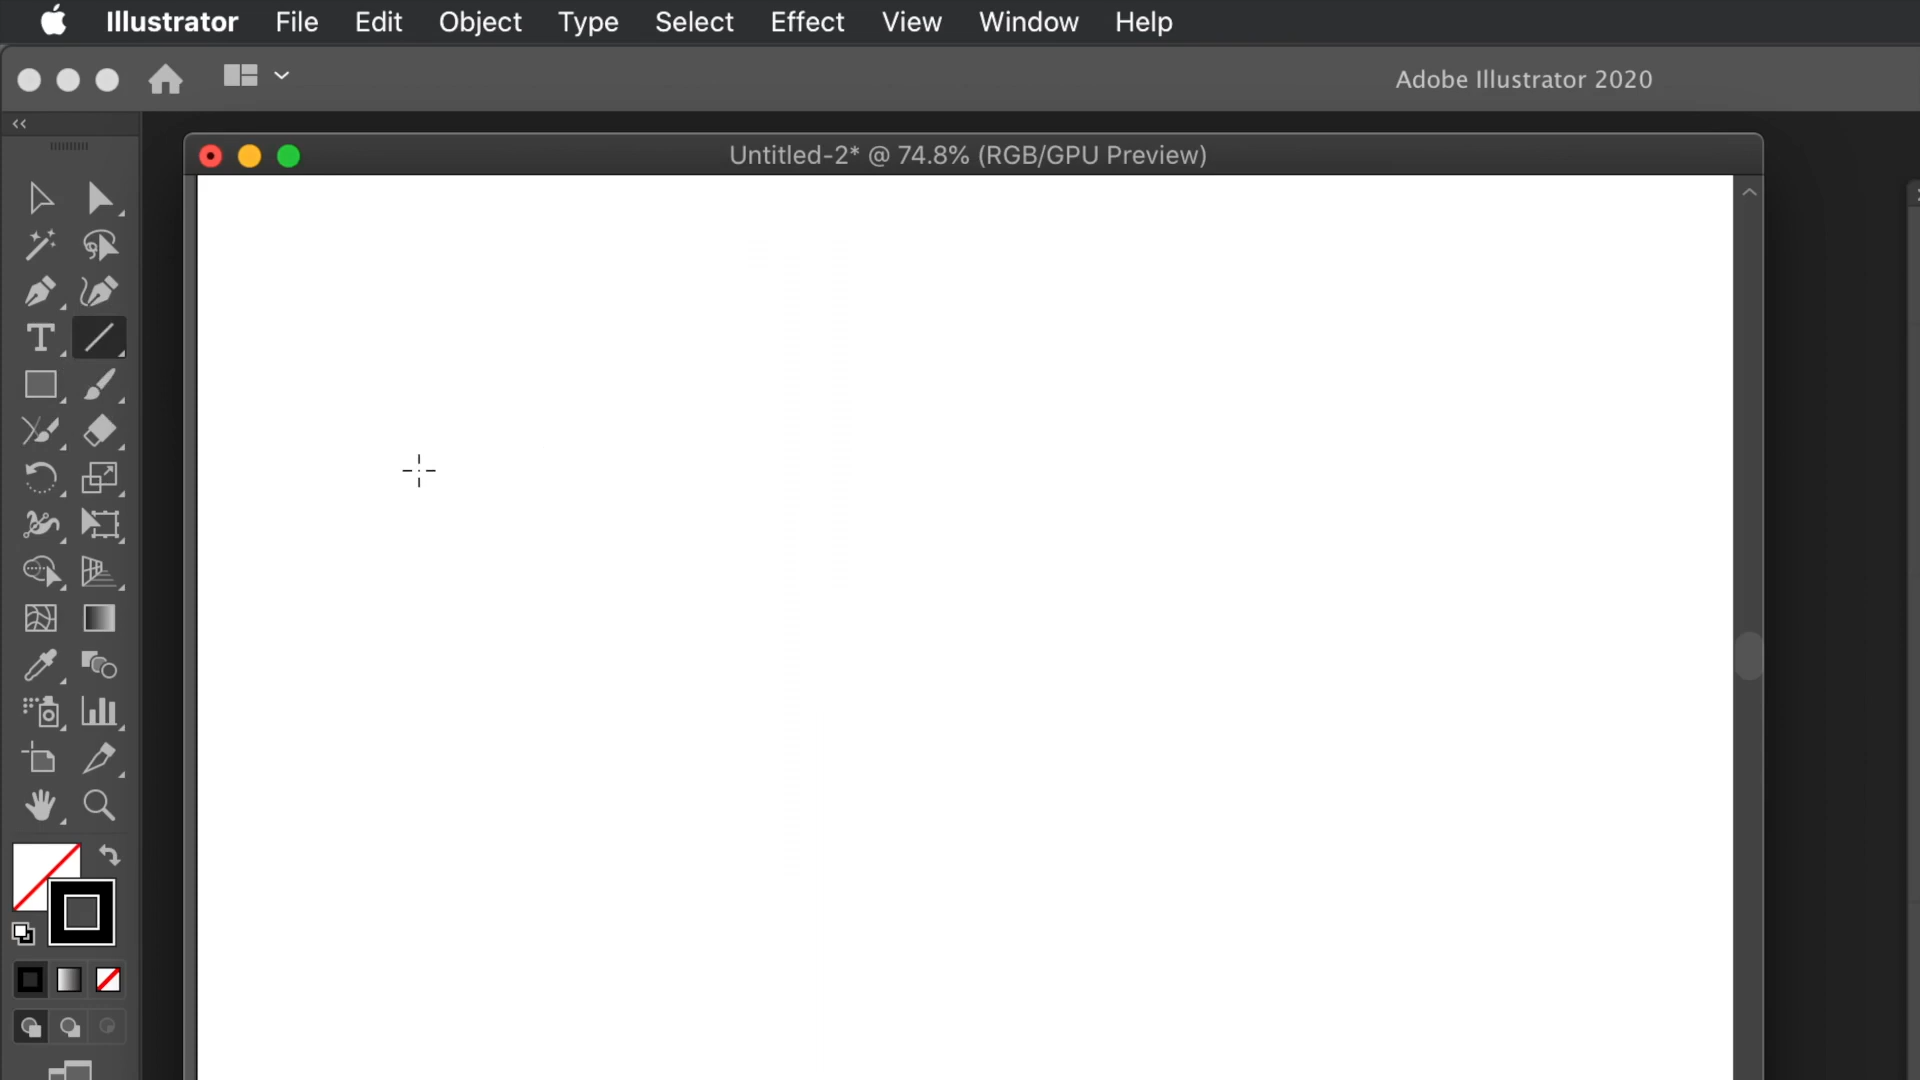 Illustrator File Edit Object Type Select Effect View Window Help
Adobe Illustrator 2020
Untitled-2* @ 74.8% (RGB/GPU Preview)